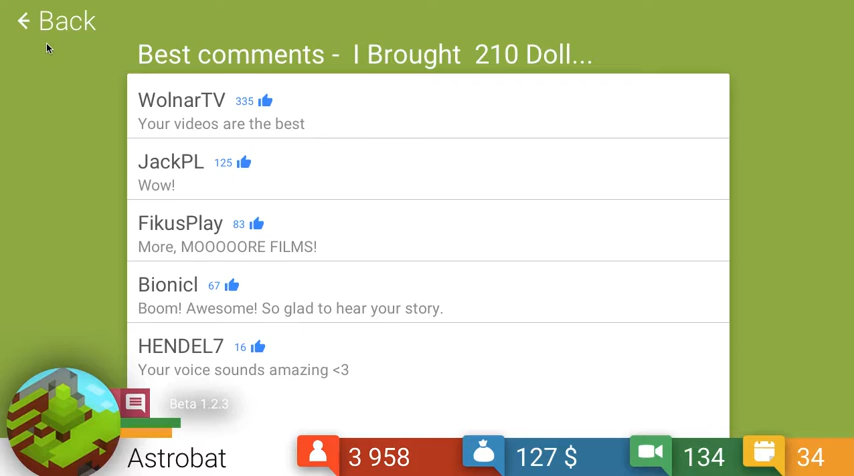 Back
Best comments - I Brought 210 Doll...
WolnarTV 335
Your videos are the best
JackPL 125
Wow!
FikusPlay 83
More, MOOOOORE FILMS!
Bionicl 67
Boom! Awesome! So glad to hear your story.
HENDEL7 16
Your voice sounds amazing <3
Beta 1.2.3
Astrobat 3 958 127 $ 134 34